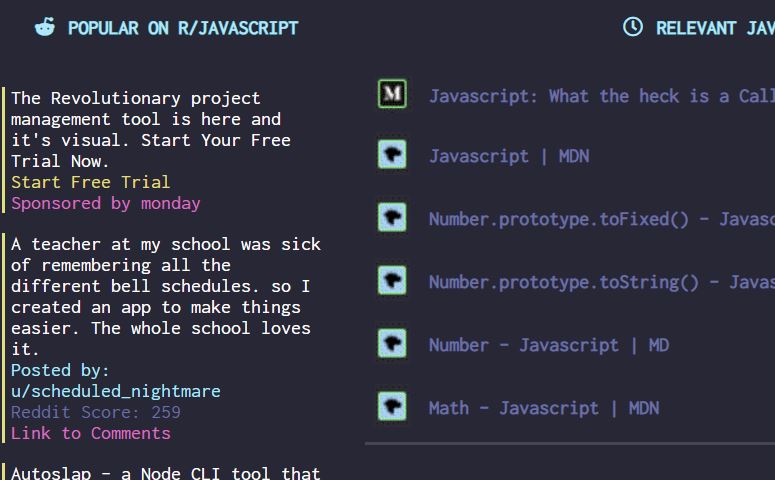 POPULAR ON R/JAVASCRIPT
The Revolutionary project
management tool is here and
it's visual. Start Your Free
Trial Now.
Start Free Trial
Sponsored by monday
A teacher at my school was sick
of remembering all the
different bell schedules. so I
created an app to make things
easier. The whole school loves
it.
Posted by:
u/scheduled_nightmare
Reddit Score: 259
Link to Comments
Autoslap – a Node CLI tool that
RELEVANT JAV
M
Javascript: What the heck is a Call
Javascript | MDN
Number.prototype.toFixed() – Javasc
Number.prototype.toString() – Javas
Number – Javascript | MD
Math – Javascript | MDN